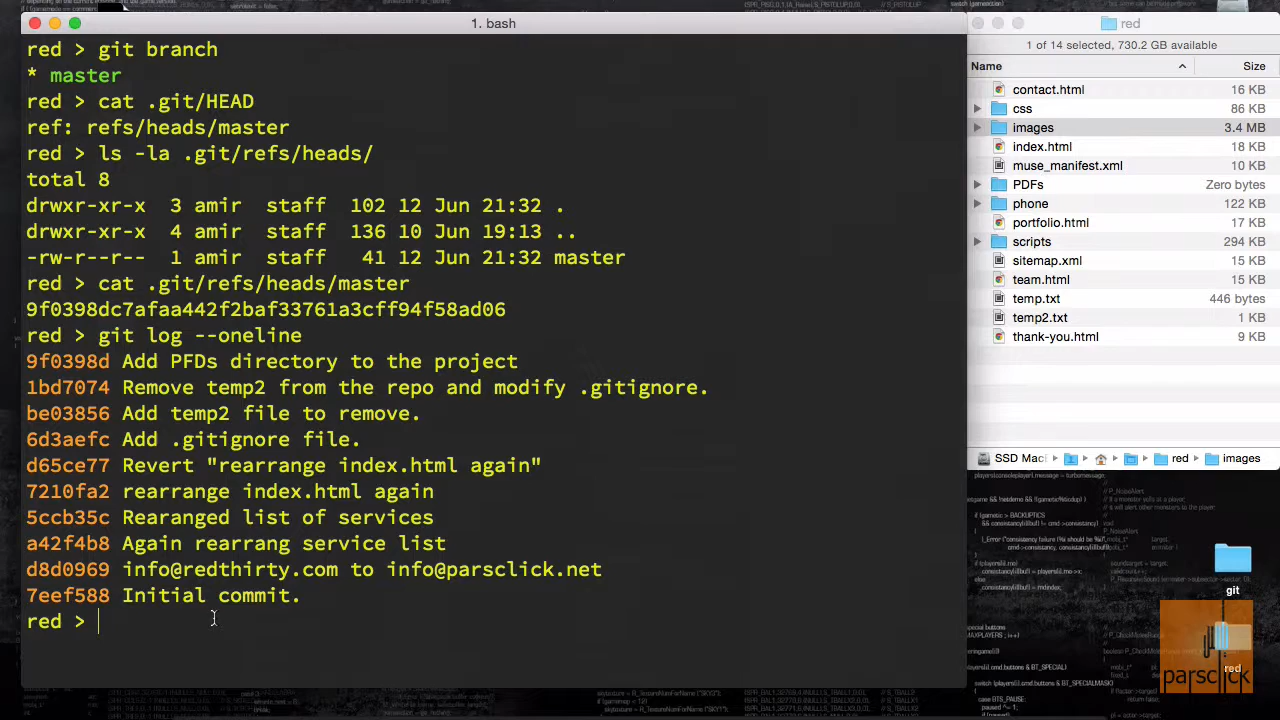 1. bash
red > git branch
* master
red > cat .git/HEAD
ref: refs/heads/master
red > ls -la .git/refs/heads/
total 8
drwxr-xr-x 3 amir staff 102 12 Jun 21:32 .
drwxr-xr-x 4 amir staff 136 10 Jun 19:13 ..
-rw-r--r-- 1 amir staff 41 12 Jun 21:32 master
red > cat .git/refs/heads/master
9f0398dc7afaa442f2baf33761a3cff94f58ad06
red > git log --oneline
9f0398d Add PFDs directory to the project
1bd7074 Remove temp2 from the repo and modify .gitignore.
be03856 Add temp2 file to remove.
6d3aefc Add .gitignore file.
d65ce77 Revert "rearrange index.html again"
7210fa2 rearrange index.html again
5ccb35c Rearanged list of services
a42f4b8 Again rearrang service list
d8d0969 info@redthirty.com to info@parsclick.net
7eef588 Initial commit.
red >
red
1 of 14 selected, 730.2 GB available
Name Size
contact.html 16 KB
css 86 KB
images 3.4 MB
index.html 18 KB
muse_manifest.xml 10 KB
PDFs Zero bytes
phone 122 KB
portfolio.html 17 KB
scripts 294 KB
sitemap.xml 15 KB
team.html 15 KB
temp.txt 446 bytes
temp2.txt 1 KB
thank-you.html 9 KB
SSD Mac red images
git
red
parsclick